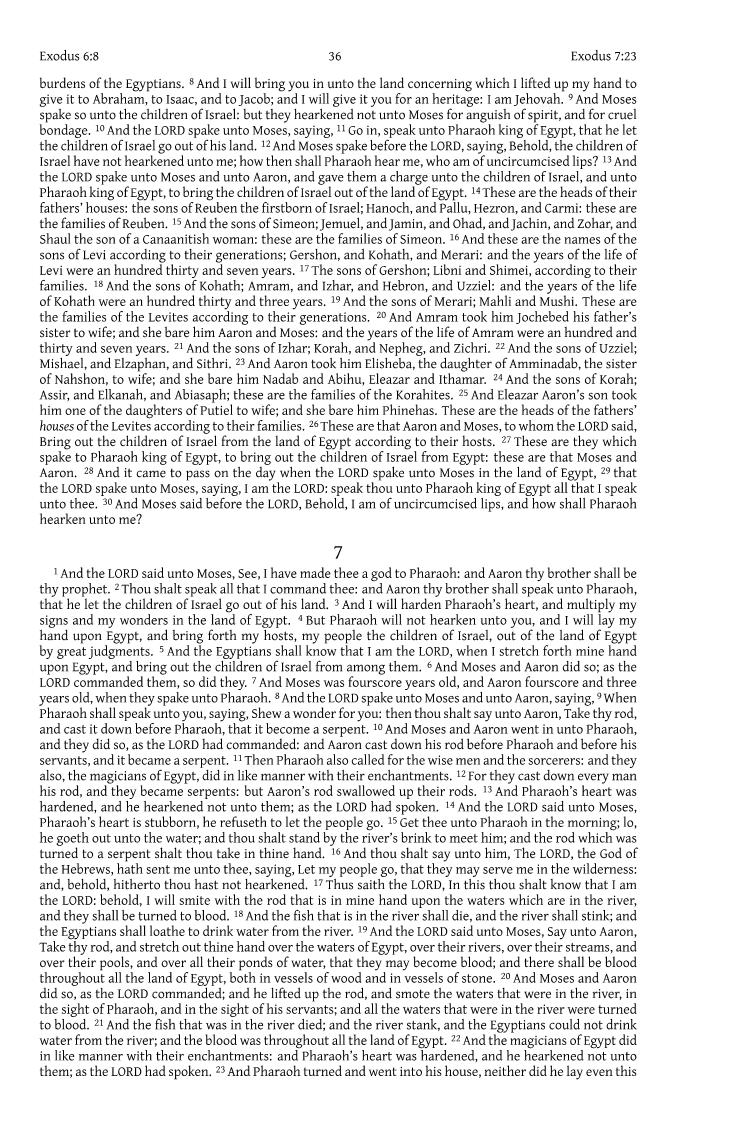 Exodus 6:8 36 Exodus 7:23
burdens of the Egyptians. 8 And I will bring you in unto the land concerning which I lifted up my hand to
give it to Abraham, to Isaac, and to Jacob; and I will give it you for an heritage: I am Jehovah. 9 And Moses
spake so unto the children of Israel: but they hearkened not unto Moses for anguish of spirit, and for cruel
bondage. 10 And the LORD spake unto Moses, saying, 11 Go in, speak unto Pharaoh king of Egypt, that he let
the children of Israel go out of his land. 12 And Moses spake before the LORD, saying, Behold, the children of
Israel have not hearkened unto me; how then shall Pharaoh hear me, who am of uncircumcised lips? 13 And
the LORD spake unto Moses and unto Aaron, and gave them a charge unto the children of Israel, and unto
Pharaoh king of Egypt, to bring the children of Israel out of the land of Egypt. 14 These are the heads of their
fathers' houses: the sons of Reuben the firstborn of Israel; Hanoch, and Pallu, Hezron, and Carmi: these are
the families of Reuben. 15 And the sons of Simeon; Jemuel, and Jamin, and Ohad, and Jachin, and Zohar, and
Shaul the son of a Canaanitish woman: these are the families of Simeon. 16 And these are the names of the
sons of Levi according to their generations; Gershon, and Kohath, and Merari: and the years of the life of
Levi were an hundred thirty and seven years. 17 The sons of Gershon; Libni and Shimei, according to their
families. 18 And the sons of Kohath; Amram, and Izhar, and Hebron, and Uzziel: and the years of the life
of Kohath were an hundred thirty and three years. 19 And the sons of Merari; Mahli and Mushi. These are
the families of the Levites according to their generations. 20 And Amram took him Jochebed his father's
sister to wife; and she bare him Aaron and Moses: and the years of the life of Amram were an hundred and
thirty and seven years. 21 And the sons of Izhar; Korah, and Nepheg, and Zichri. 22 And the sons of Uzziel;
Mishael, and Elzaphan, and Sithri. 23 And Aaron took him Elisheba, the daughter of Amminadab, the sister
of Nahshon, to wife; and she bare him Nadab and Abihu, Eleazar and Ithamar. 24 And the sons of Korah;
Assir, and Elkanah, and Abiasaph; these are the families of the Korahites. 25 And Eleazar Aaron's son took
him one of the daughters of Putiel to wife; and she bare him Phinehas. These are the heads of the fathers'
houses of the Levites according to their families. 26 These are that Aaron and Moses, to whom the LORD said,
Bring out the children of Israel from the land of Egypt according to their hosts. 27 These are they which
spake to Pharaoh king of Egypt, to bring out the children of Israel from Egypt: these are that Moses and
Aaron. 28 And it came to pass on the day when the LORD spake unto Moses in the land of Egypt, 29 that
the LORD spake unto Moses, saying, I am the LORD: speak thou unto Pharaoh king of Egypt all that I speak
unto thee. 30 And Moses said before the LORD, Behold, I am of uncircumcised lips, and how shall Pharaoh
hearken unto me?
7
1 And the LORD said unto Moses, See, I have made thee a god to Pharaoh: and Aaron thy brother shall be
thy prophet. 2 Thou shalt speak all that I command thee: and Aaron thy brother shall speak unto Pharaoh,
that he let the children of Israel go out of his land. 3 And I will harden Pharaoh's heart, and multiply my
signs and my wonders in the land of Egypt. 4 But Pharaoh will not hearken unto you, and I will lay my
hand upon Egypt, and bring forth my hosts, my people the children of Israel, out of the land of Egypt
by great judgments. 5 And the Egyptians shall know that I am the LORD, when I stretch forth mine hand
upon Egypt, and bring out the children of Israel from among them. 6 And Moses and Aaron did so; as the
LORD commanded them, so did they. 7 And Moses was fourscore years old, and Aaron fourscore and three
years old, when they spake unto Pharaoh. 8 And the LORD spake unto Moses and unto Aaron, saying, 9 When
Pharaoh shall speak unto you, saying, Shew a wonder for you: then thou shalt say unto Aaron, Take thy rod,
and cast it down before Pharaoh, that it become a serpent. 10 And Moses and Aaron went in unto Pharaoh,
and they did so, as the LORD had commanded: and Aaron cast down his rod before Pharaoh and before his
servants, and it became a serpent. 11 Then Pharaoh also called for the wise men and the sorcerers: and they
also, the magicians of Egypt, did in like manner with their enchantments. 12 For they cast down every man
his rod, and they became serpents: but Aaron's rod swallowed up their rods. 13 And Pharaoh's heart was
hardened, and he hearkened not unto them; as the LORD had spoken. 14 And the LORD said unto Moses,
Pharaoh's heart is stubborn, he refuseth to let the people go. 15 Get thee unto Pharaoh in the morning; lo,
he goeth out unto the water; and thou shalt stand by the river's brink to meet him; and the rod which was
turned to a serpent shalt thou take in thine hand. 16 And thou shalt say unto him, The LORD, the God of
the Hebrews, hath sent me unto thee, saying, Let my people go, that they may serve me in the wilderness:
and, behold, hitherto thou hast not hearkened. 17 Thus saith the LORD, In this thou shalt know that I am
the LORD: behold, I will smite with the rod that is in mine hand upon the waters which are in the river,
and they shall be turned to blood. 18 And the fish that is in the river shall die, and the river shall stink; and
the Egyptians shall loathe to drink water from the river. 19 And the LORD said unto Moses, Say unto Aaron,
Take thy rod, and stretch out thine hand over the waters of Egypt, over their rivers, over their streams, and
over their pools, and over all their ponds of water, that they may become blood; and there shall be blood
throughout all the land of Egypt, both in vessels of wood and in vessels of stone. 20 And Moses and Aaron
did so, as the LORD commanded; and he lifted up the rod, and smote the waters that were in the river, in
the sight of Pharaoh, and in the sight of his servants; and all the waters that were in the river were turned
to blood. 21 And the fish that was in the river died; and the river stank, and the Egyptians could not drink
water from the river; and the blood was throughout all the land of Egypt. 22 And the magicians of Egypt did
in like manner with their enchantments: and Pharaoh's heart was hardened, and he hearkened not unto
them; as the LORD had spoken. 23 And Pharaoh turned and went into his house, neither did he lay even this